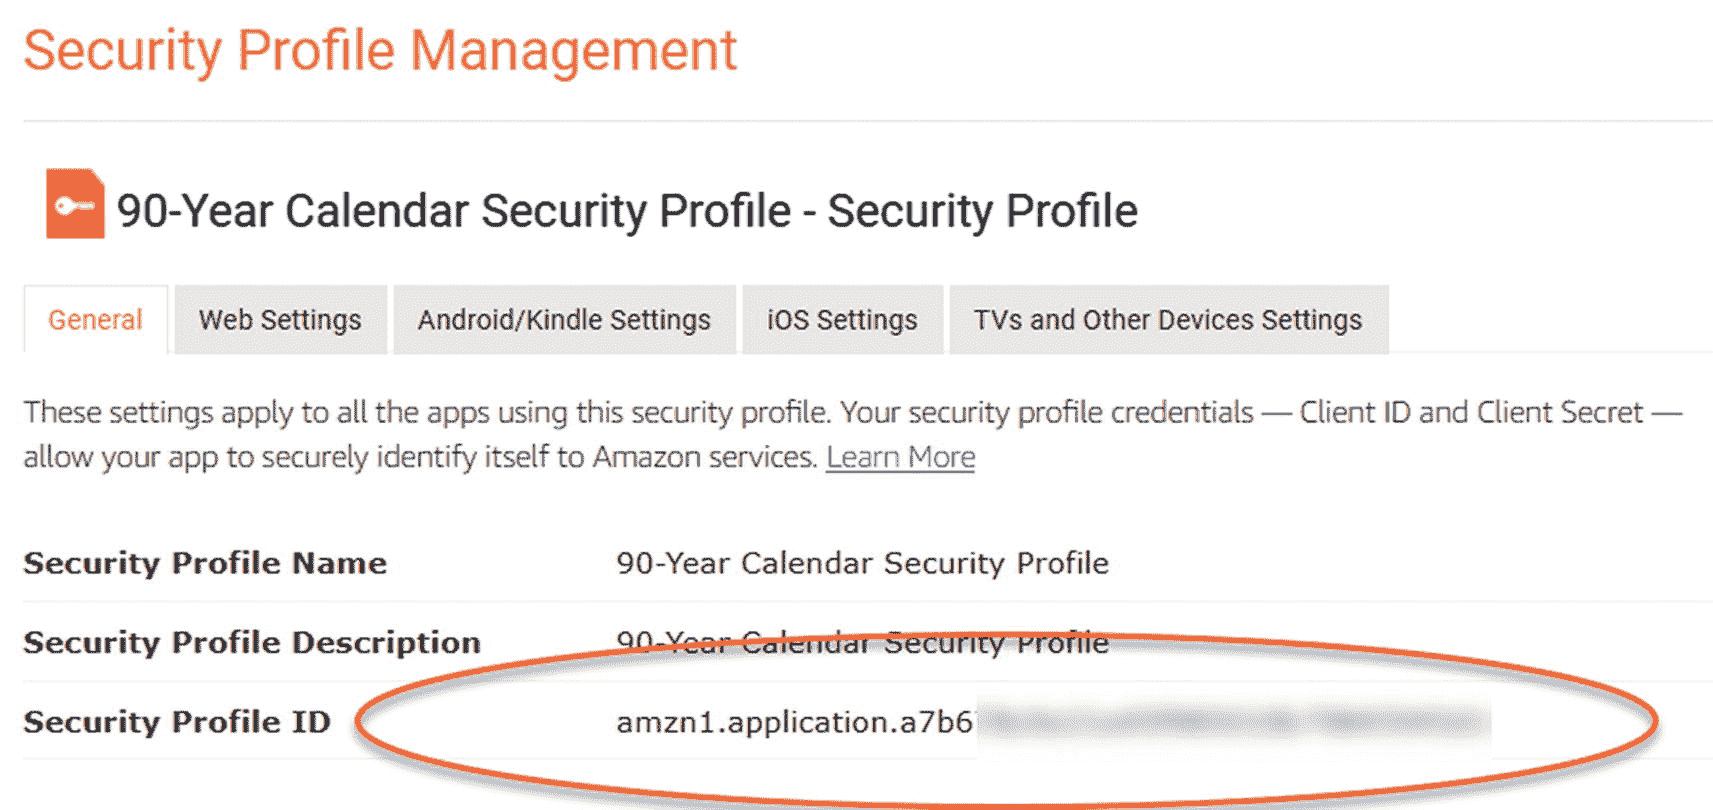 Security Profile Management
90-Year Calendar Security Profile - Security Profile
General Web Settings Android/Kindle Settings iOS Settings TVs and Other Devices Settings
These settings apply to all the apps using this security profile. Your security profile credentials — Client ID and Client Secret —
allow your app to securely identify itself to Amazon services. Learn More
Security Profile Name 90-Year Calendar Security Profile
Security Profile Description 90-Year Calendar Security Profile
Security Profile ID amzn1.application.a7b6